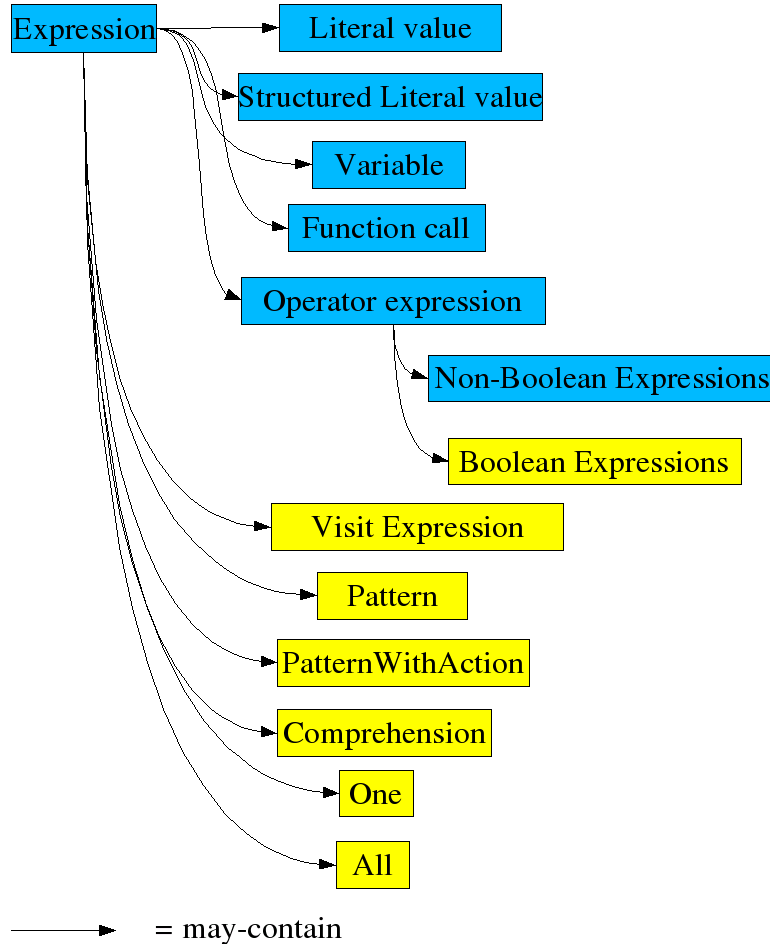 Expression
Literal value
Structured Literal value
Variable
Function call
Operator expression
Non-Boolean Expressions
Boolean Expressions
Visit Expression
Pattern
PatternWithAction
Comprehension
One
All
= may-contain